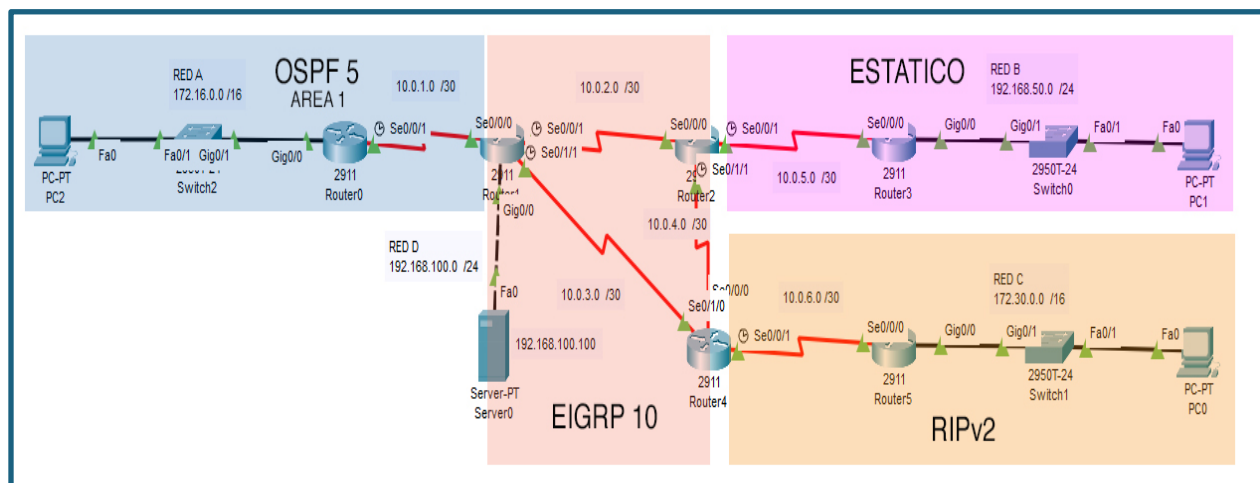 OSPF 5
AREA 1
RED A
172.16.0.0 /16
10.0.1.0 /30
Se0/0/1
Se0/0/0
Fa0
Fa0/1
Gig0/1
Gig0/0
PC-PT
PC2
Switch2
2911
Router0
2911
Gig0/0
RED D
192.168.100.0 /24
Fa0
192.168.100.100
Server-PT
Server0
10.0.2.0 /30
Se0/0/1
Se0/1/1
Se0/0/0
Router2
Se0/1/1
10.0.4.0 /30
10.0.3.0 /30
Se0/1/0
2911
Router4
EIGRP 10
ESTATICO
RED B
192.168.50.0 /24
Se0/0/1
Se0/0/0
Gig0/0
Gig0/1
Fa0/1
Fa0
10.0.5.0 /30
2911
Router3
2950T-24
Switch0
PC-PT
PC1
RED C
172.30.0.0 /16
10.0.6.0 /30
Se0/0/1
Se0/0/0
Gig0/0
Gig0/1
Fa0/1
Fa0
2911
Router5
2950T-24
Switch1
PC-PT
PC0
RIPv2